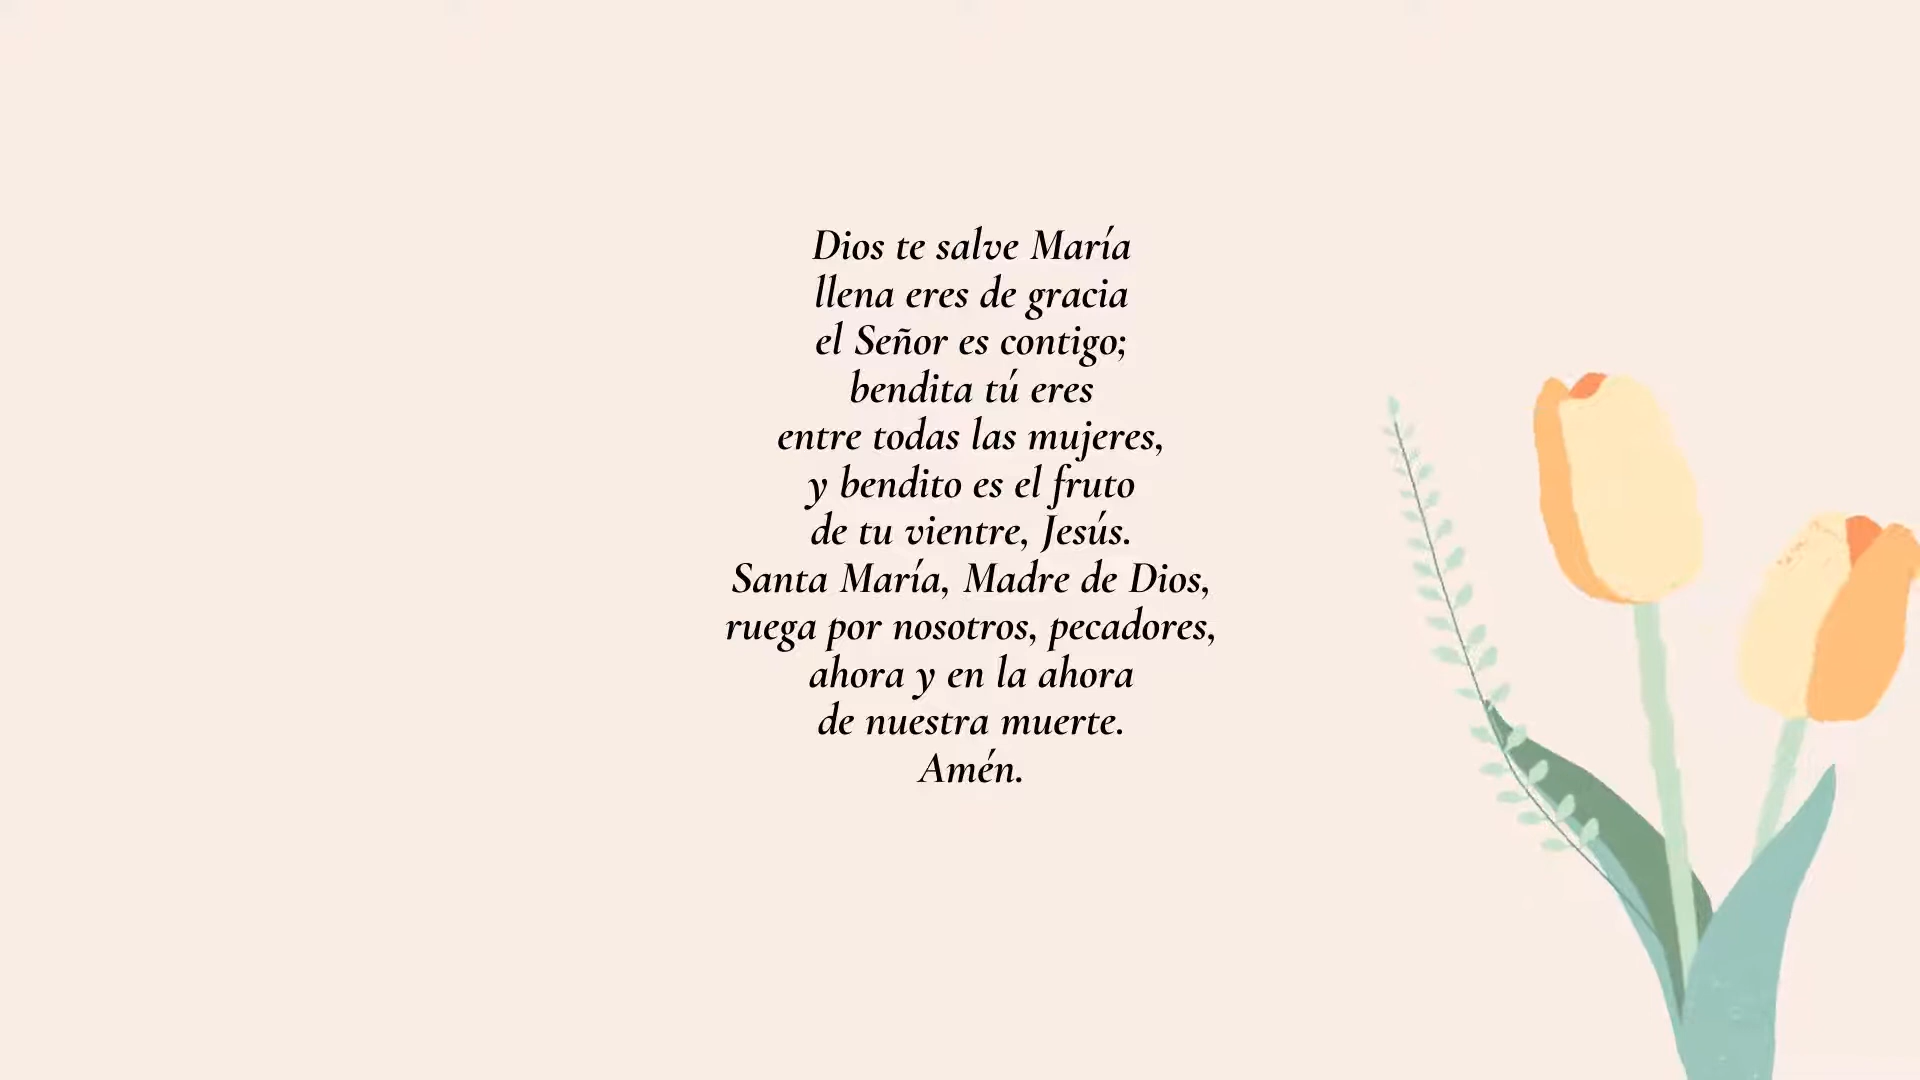 Dios te salve María
llena eres de gracia
el Señor es contigo;
bendita tú eres
entre todas las mujeres,
y bendito es el fruto
de tu vientre, Jesús.
Santa María, Madre de Dios,
ruega por nosotros, pecadores,
ahora y en la ahora
de nuestra muerte.
Amén.